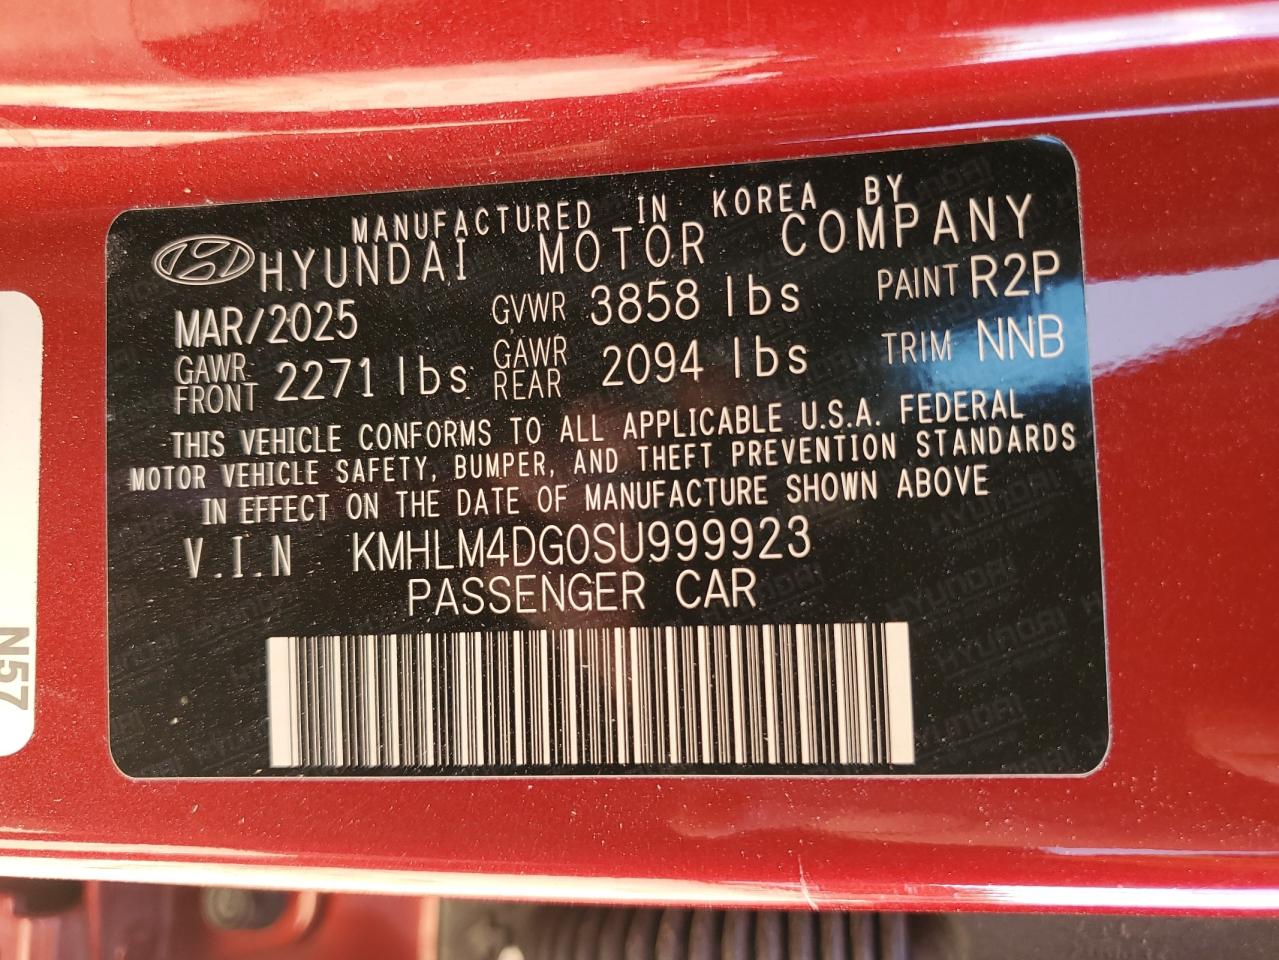 MANUFACTURED IN KOREA BY
HYUNDAI MOTOR COMPANY
MAR/2025 GVWR 3858 lbs PAINT R2P
GAWR FRONT 2271 lbs GAWR REAR 2094 lbs TRIM NNB
THIS VEHICLE CONFORMS TO ALL APPLICABLE U.S.A. FEDERAL
MOTOR VEHICLE SAFETY, BUMPER, AND THEFT PREVENTION STANDARDS
IN EFFECT ON THE DATE OF MANUFACTURE SHOWN ABOVE
V.I.N KMHLM4DG0SU999923
PASSENGER CAR
N57